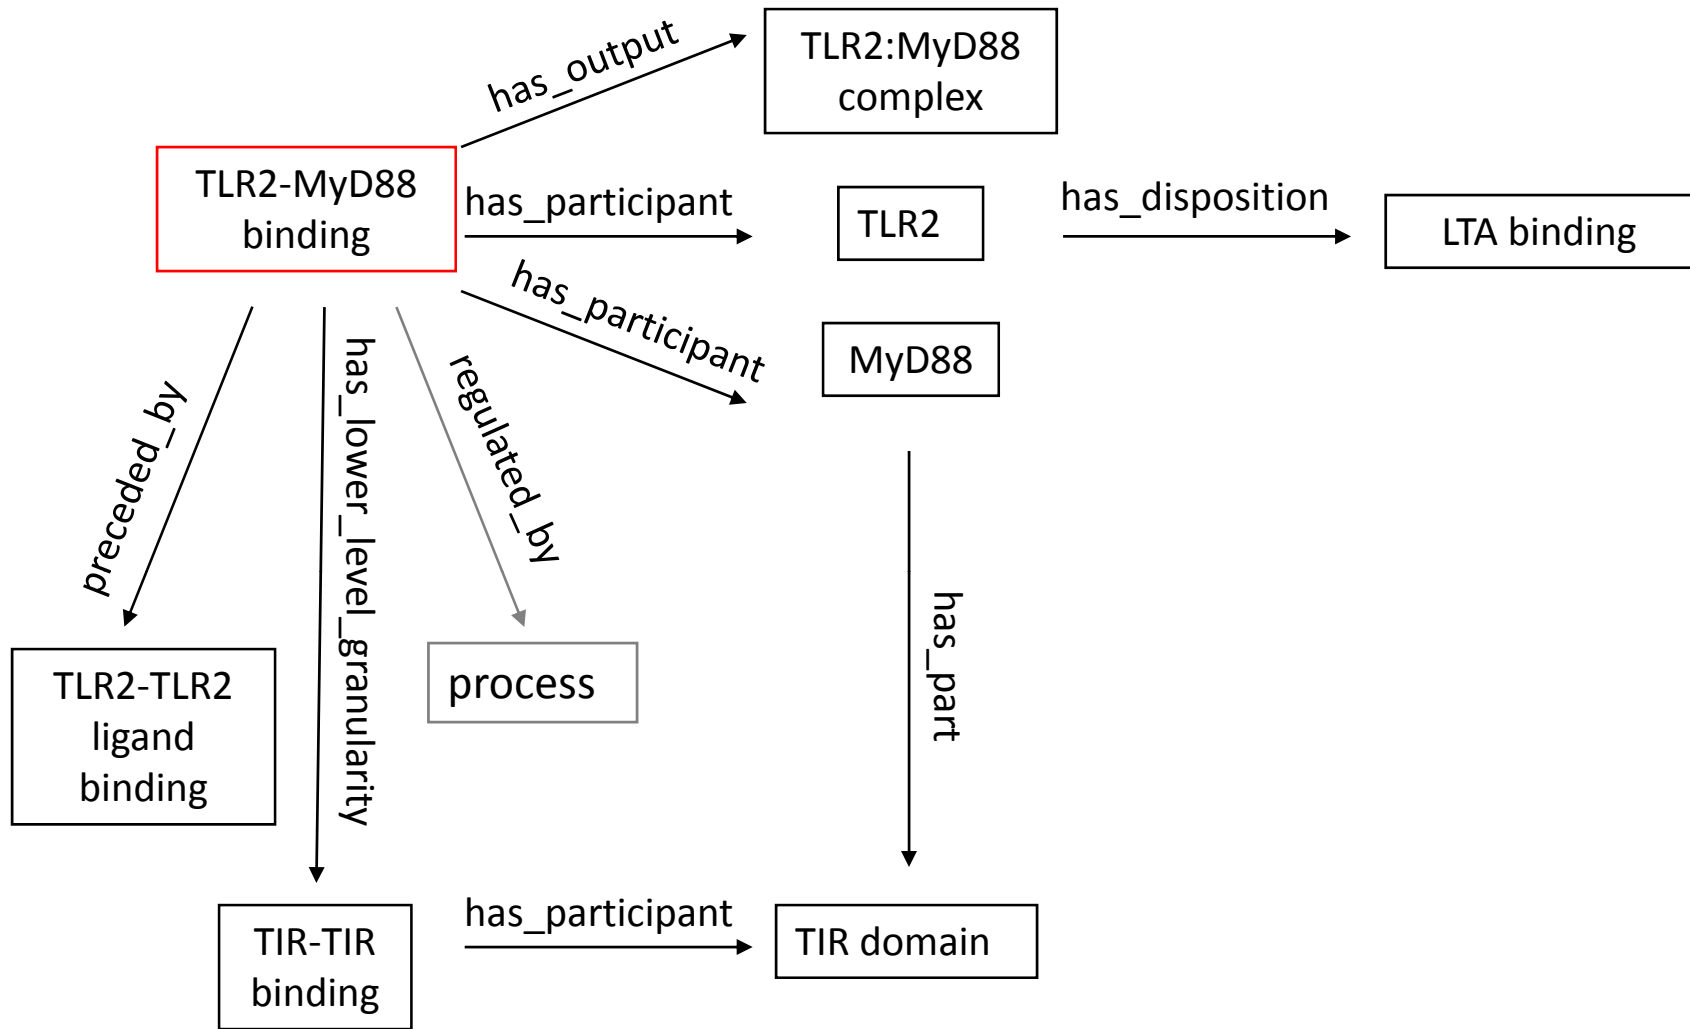 has_output
TLR2:MyD88
complex
TLR2-MyD88
binding
has_participant
TLR2
has_disposition
LTA binding
has_participant
MyD88
preceded_by
has_lower_level_granularity
regulated_by
has_part
TLR2-TLR2
ligand
binding
process
TIR-TIR
binding
has_participant
TIR domain